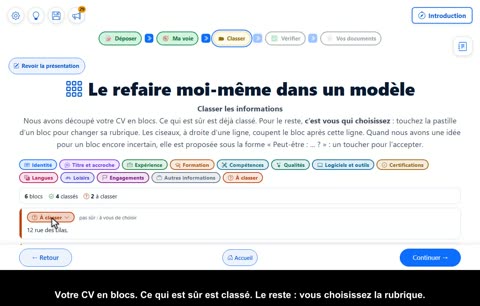 29
Introduction
Déposer
Ma voie
Classer
Vérifier
Vos documents
Revoir la présentation
Le refaire moi-même dans un modèle
Classer les informations
Nous avons découpé votre CV en blocs. Ce qui est sûr est déjà classé. Pour le reste, c'est vous qui choisissez : touchez la pastille
d'un bloc pour changer sa rubrique. Les ciseaux, à droite d'une ligne, coupent le bloc après cette ligne. Quand nous avons une idée
pour un bloc encore incertain, elle est proposée sous la forme « Peut-être : ... ? » : un toucher pour l'accepter.
Identité
Titre et accroche
Expérience
Formation
Compétences
Qualités
Logiciels et outils
Certifications
Langues
Loisirs
Engagements
Autres informations
À classer
6 blocs
4 classés
2 à classer
À classer
pas sûr : à vous de choisir
12 rue des Lilas,
← Retour
Accueil
Continuer →
Votre CV en blocs. Ce qui est sûr est classé. Le reste : vous choisissez la rubrique.